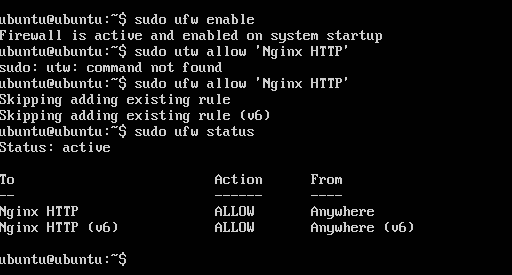 ubuntu@ubuntu:~$ sudo ufw enable
Firewall is active and enabled on system startup
ubuntu@ubuntu:~$ sudo utw allow 'Nginx HTTP'
sudo: utw: command not found
ubuntu@ubuntu:~$ sudo ufw allow 'Nginx HTTP'
Skipping adding existing rule
Skipping adding existing rule (v6)
ubuntu@ubuntu:~$ sudo ufw status
Status: active

To                         Action      From
--                         ------      ----
Nginx HTTP                 ALLOW       Anywhere
Nginx HTTP (v6)            ALLOW       Anywhere (v6)

ubuntu@ubuntu:~$